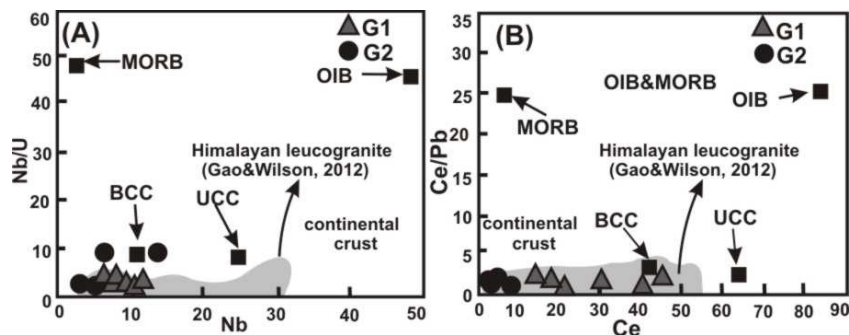 (A)
G1
G2
MORB
OIB
Himalayan leucogranite
(Gao&Wilson, 2012)
BCC
UCC
continental
crust
Nb/U
50
40
30
20
10
0
0
10
20
30
40
50
Nb
(B)
G1
G2
OIB&MORB
OIB
MORB
Himalayan leucogranite
(Gao&Wilson, 2012)
continental
crust
BCC
UCC
Ce/Pb
35
30
25
20
15
10
5
0
0
10
20
30
40
50
60
70
80
90
Ce